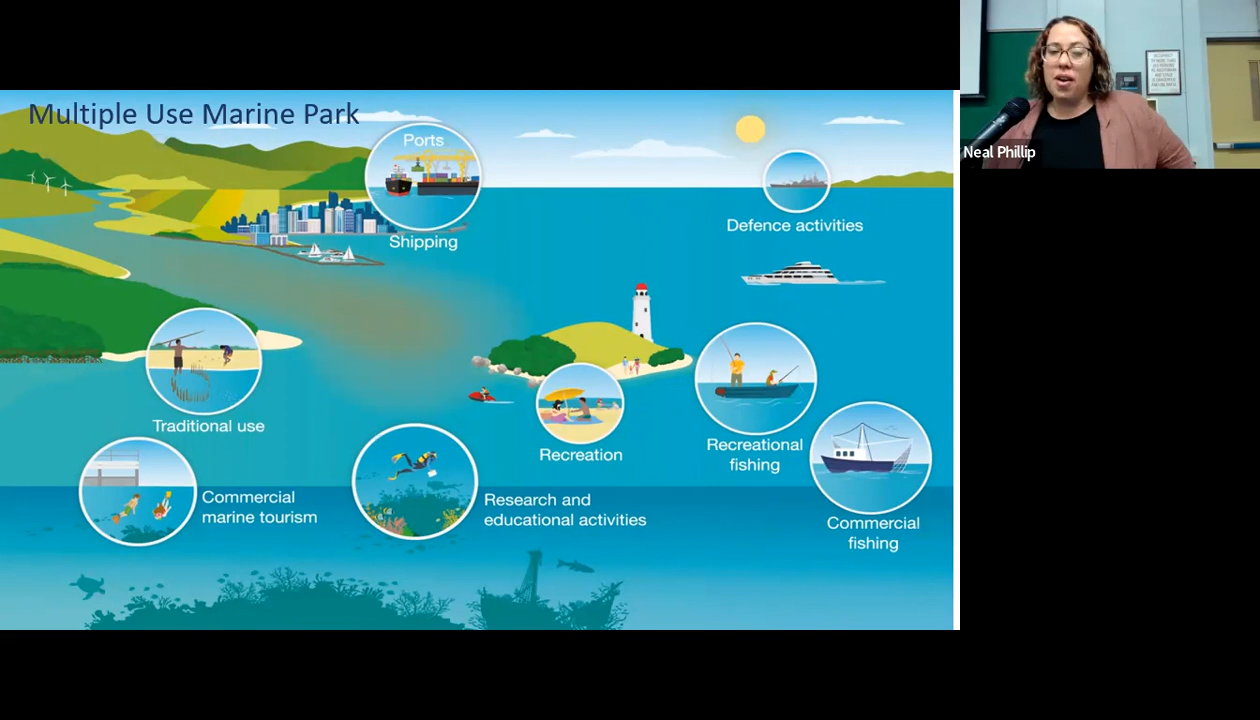 Multiple Use Marine Park
Ports
Shipping
Defence activities
Traditional use
Recreation
Recreational
fishing
Commercial
marine tourism
Research and
educational activities
Commercial
fishing
Neal Phillip